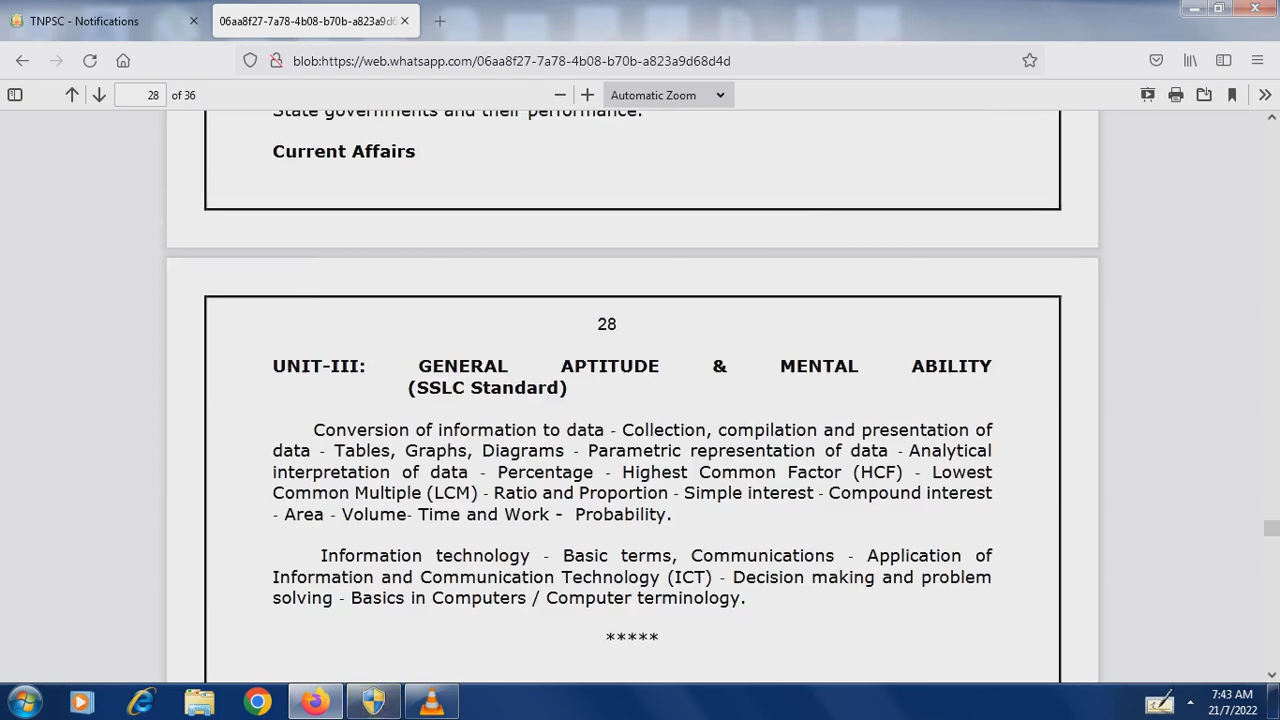 TNPSC - Notifications
06aa8f27-7a78-4b08-b70b-a823a9d6
blob:https://web.whatsapp.com/06aa8f27-7a78-4b08-b70b-a823a9d68d4d
28 of 36
Automatic Zoom
State governments and their performance.
Current Affairs
28
UNIT-III: GENERAL APTITUDE & MENTAL ABILITY
(SSLC Standard)
Conversion of information to data - Collection, compilation and presentation of
data - Tables, Graphs, Diagrams - Parametric representation of data - Analytical
interpretation of data - Percentage - Highest Common Factor (HCF) - Lowest
Common Multiple (LCM) - Ratio and Proportion - Simple interest - Compound interest
- Area - Volume- Time and Work - Probability.
Information technology - Basic terms, Communications - Application of
Information and Communication Technology (ICT) - Decision making and problem
solving - Basics in Computers / Computer terminology.
*****
7:43 AM
21/7/2022